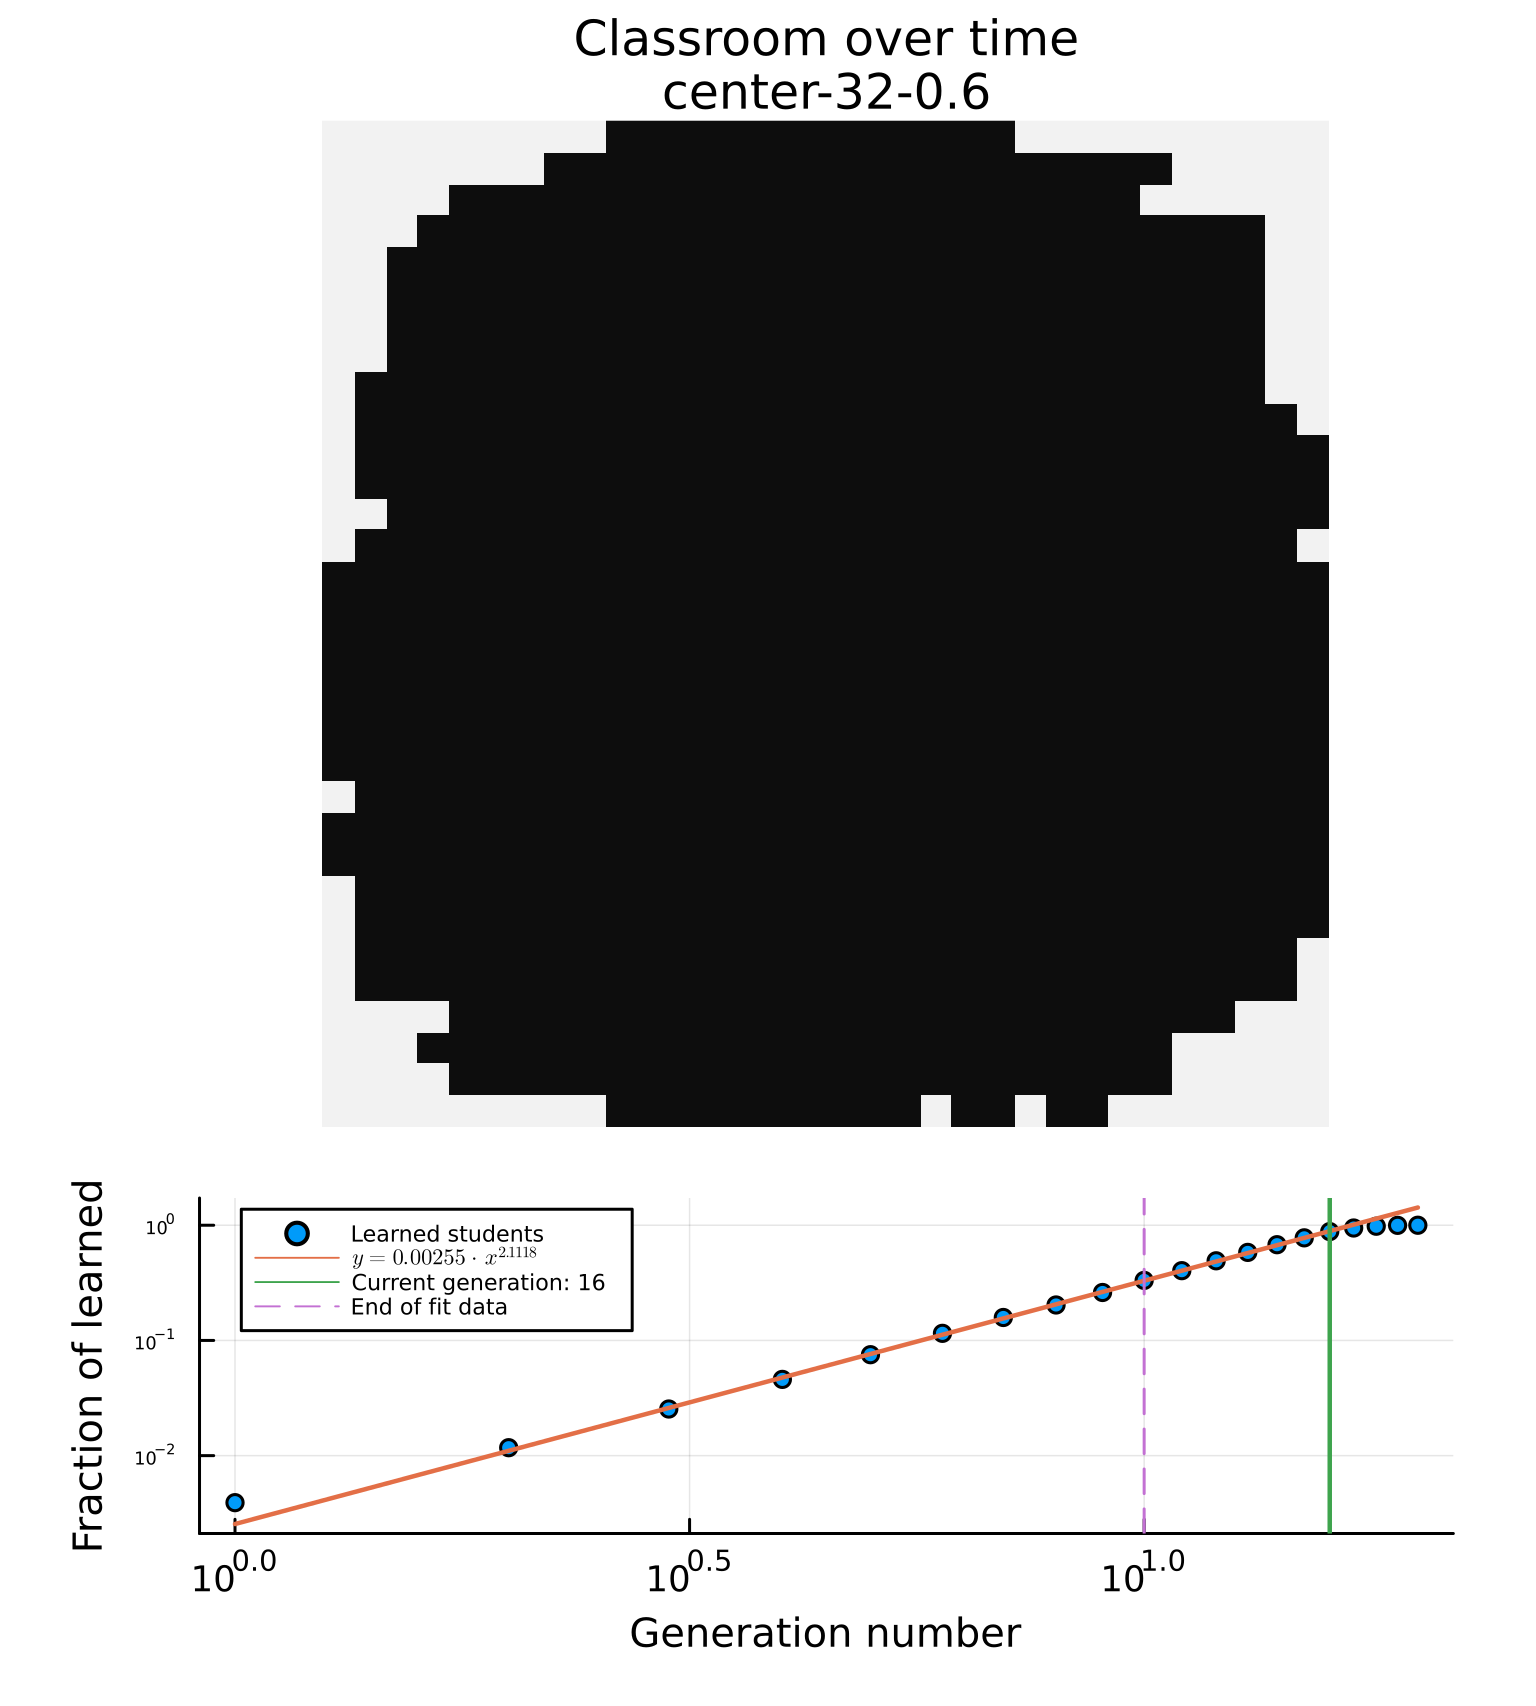 Classroom over time
center-32-0.6
Fraction of learned
10⁰
10⁻¹
10⁻²
Learned students
y = 0.00255 · x^2.1118
Current generation: 16
End of fit data
10^0.0 10^0.5 10^1.0
Generation number